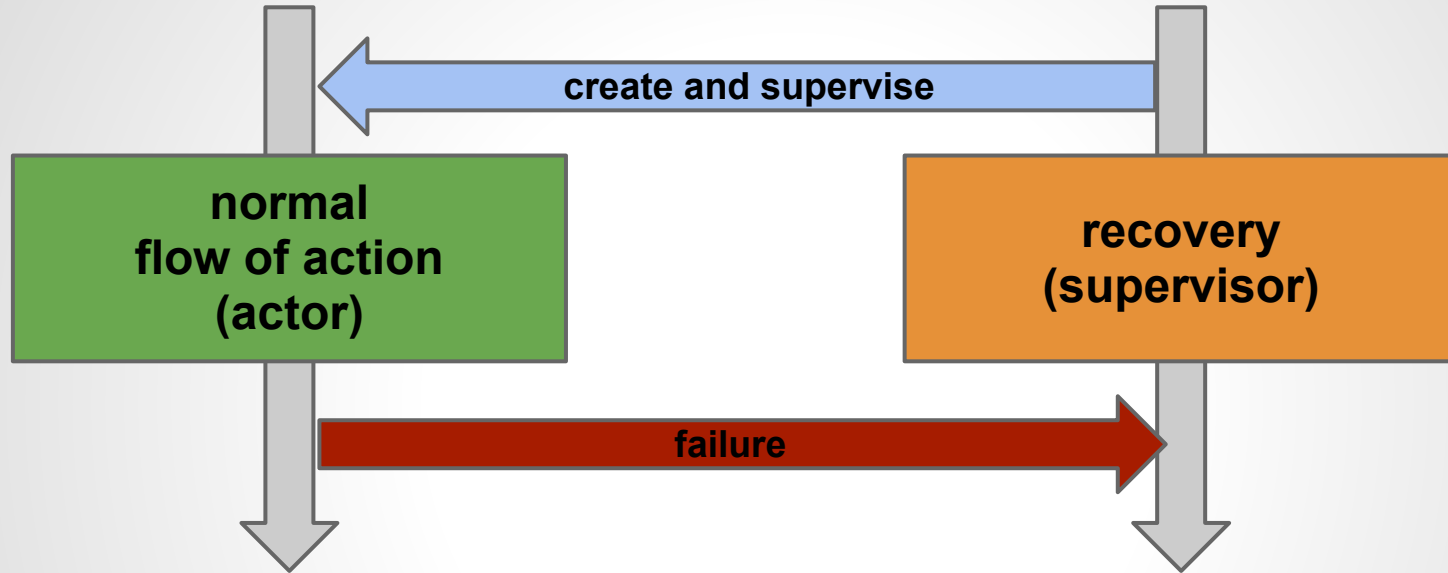 create and supervise
normal
flow of action
(actor)
recovery
(supervisor)
failure